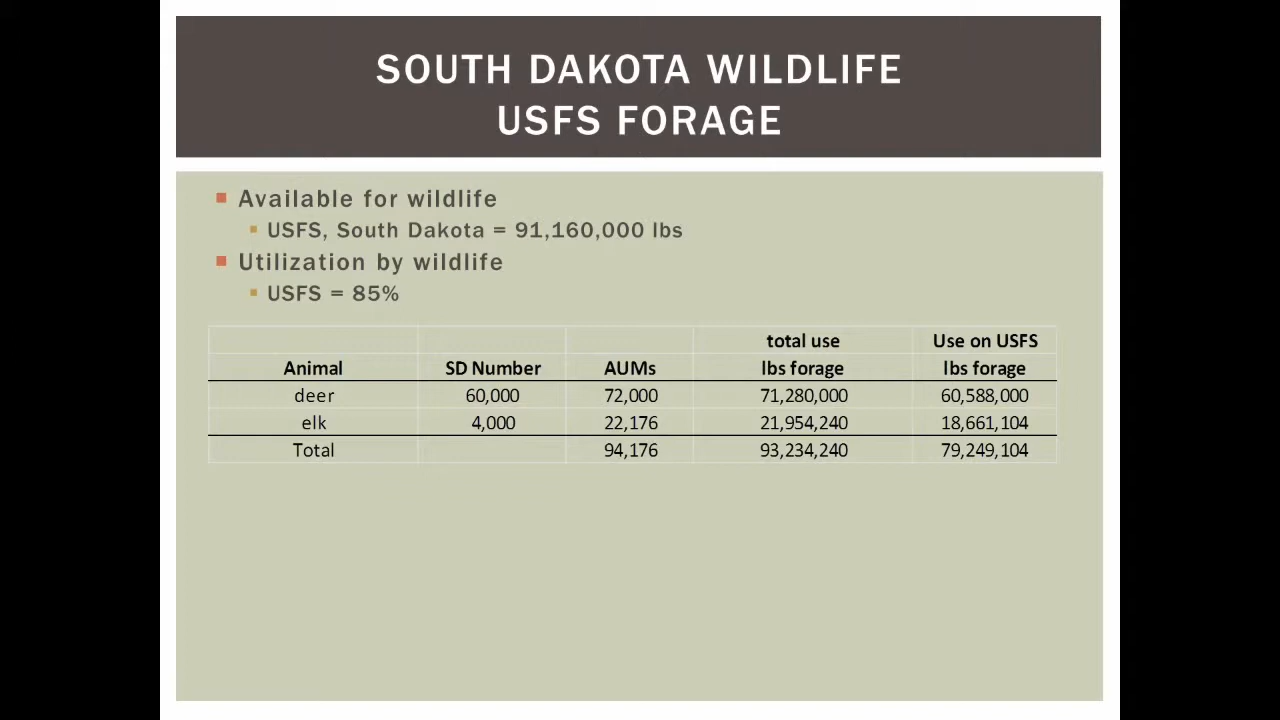 SOUTH DAKOTA WILDLIFE
USFS FORAGE
Available for wildlife
USFS, South Dakota = 91,160,000 lbs
Utilization by wildlife
USFS = 85%
total use Use on USFS
Animal SD Number AUMs lbs forage lbs forage
deer 60,000 72,000 71,280,000 60,588,000
elk 4,000 22,176 21,954,240 18,661,104
Total 94,176 93,234,240 79,249,104